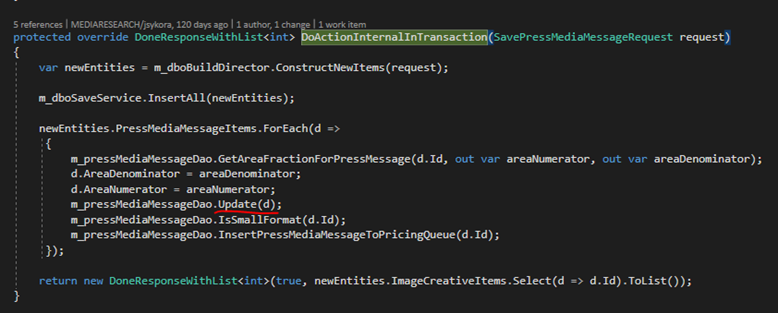 5 references | MEDIARESEARCH/jsykora, 120 days ago | 1 author, 1 change | 1 work item
protected override DoneResponseWithList<int> DoActionInternalInTransaction(SavePressMediaMessageRequest request)
{
var newEntities = m_dboBuildDirector.ConstructNewItems(request);
m_dboSaveService.InsertAll(newEntities);
newEntities.PressMediaMessageItems.ForEach(d =>
{
m_pressMediaMessageDao.GetAreaFractionForPressMessage(d.Id, out var areaNumerator, out var areaDenominator);
d.AreaDenominator = areaDenominator;
d.AreaNumerator = areaNumerator;
m_pressMediaMessageDao.Update(d);
m_pressMediaMessageDao.IsSmallFormat(d.Id);
m_pressMediaMessageDao.InsertPressMediaMessageToPricingQueue(d.Id);
});
return new DoneResponseWithList<int>(true, newEntities.ImageCreativeItems.Select(d => d.Id).ToList());
}